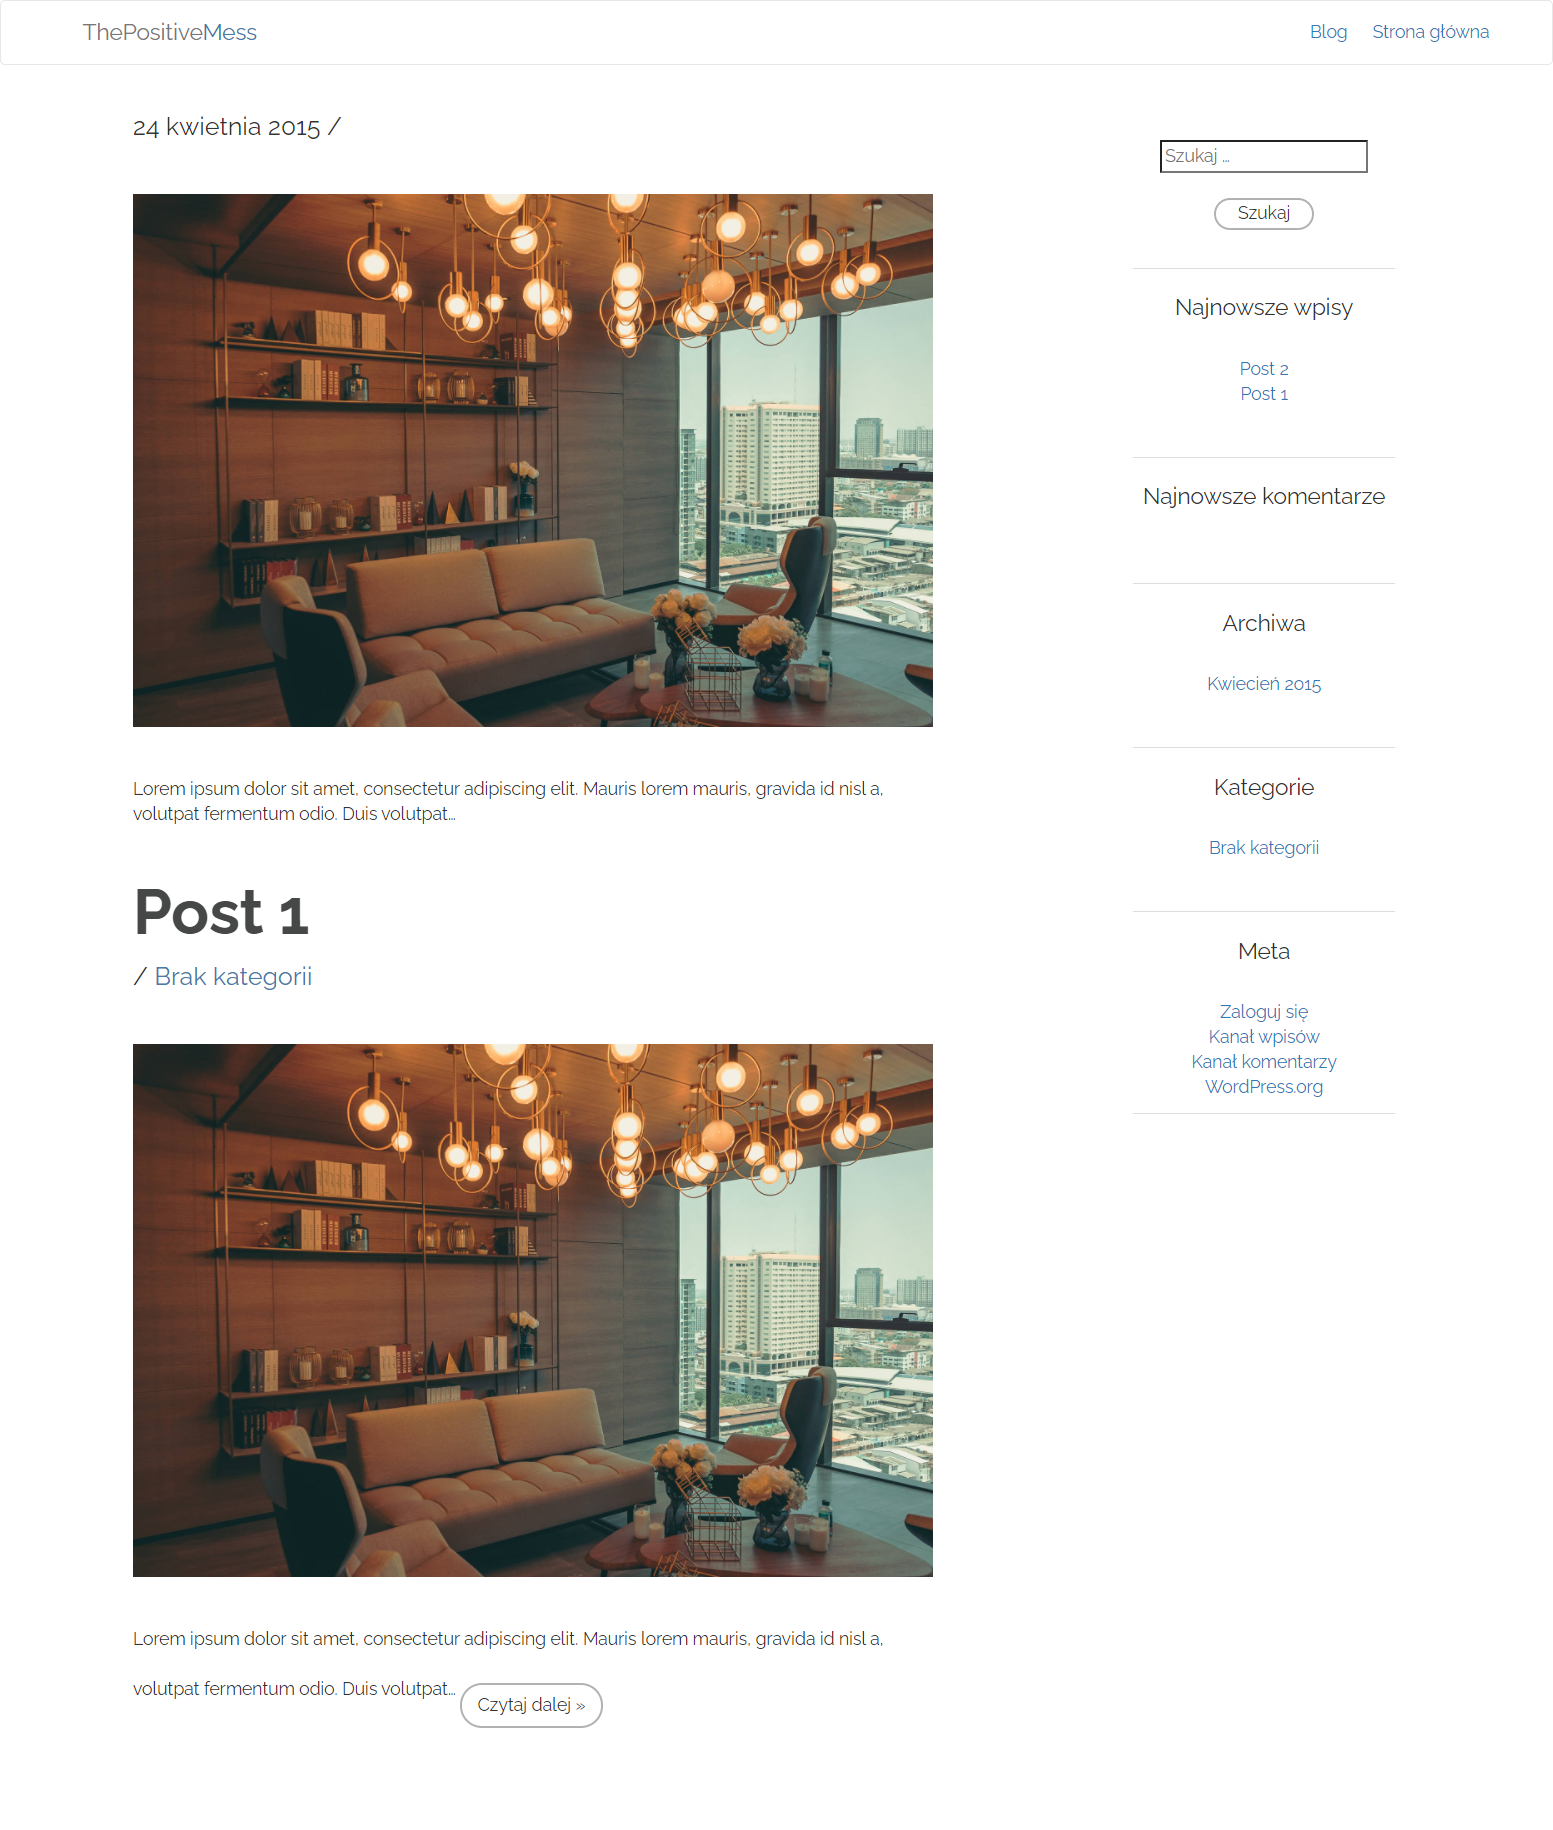 ThePositiveMess
Blog
Strona główna
24 kwietnia 2015 /
Lorem ipsum dolor sit amet, consectetur adipiscing elit. Mauris lorem mauris, gravida id nisl a,
volutpat fermentum odio. Duis volutpat...
Post 1
/ Brak kategorii
Lorem ipsum dolor sit amet, consectetur adipiscing elit. Mauris lorem mauris, gravida id nisl a,
volutpat fermentum odio. Duis volutpat... Czytaj dalej »
Szukaj ...
Szukaj
Najnowsze wpisy
Post 2
Post 1
Najnowsze komentarze
Archiwa
Kwiecień 2015
Kategorie
Brak kategorii
Meta
Zaloguj się
Kanał wpisów
Kanał komentarzy
WordPress.org